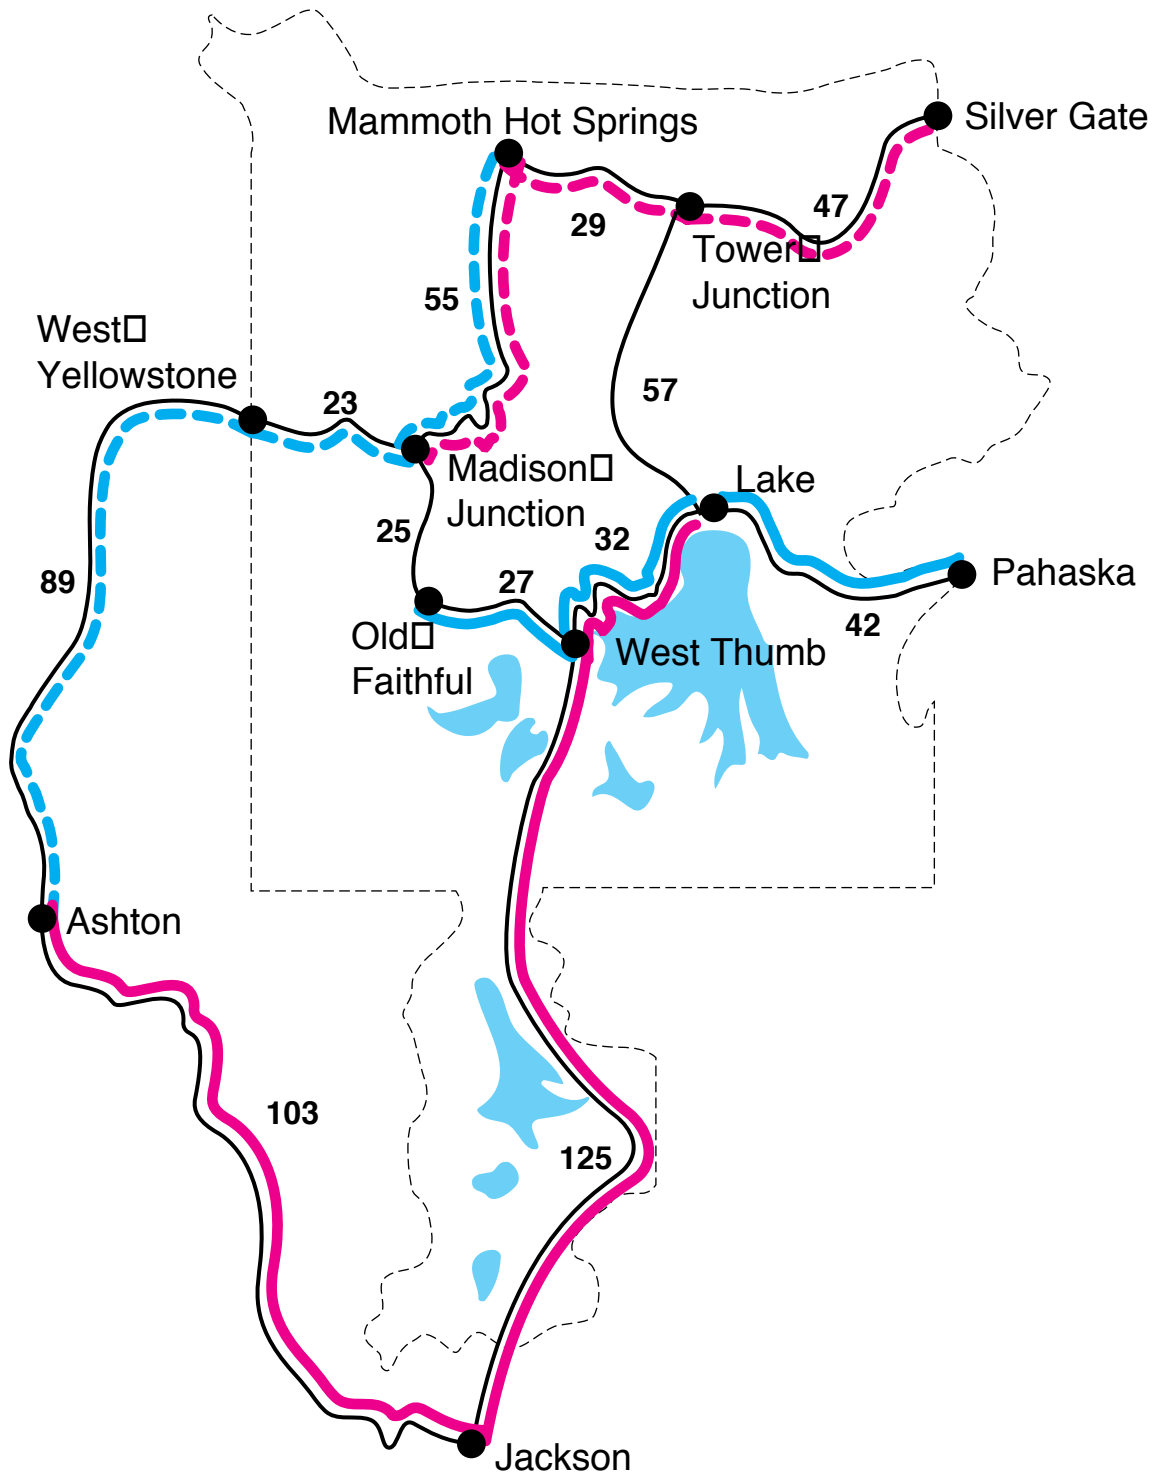 Mammoth Hot Springs
Silver Gate
47
29
Tower
Junction
55
West
Yellowstone
23
57
Madison
Junction
Lake
25
32
89
27
Pahaska
42
Old
Faithful
West Thumb
Ashton
103
125
Jackson